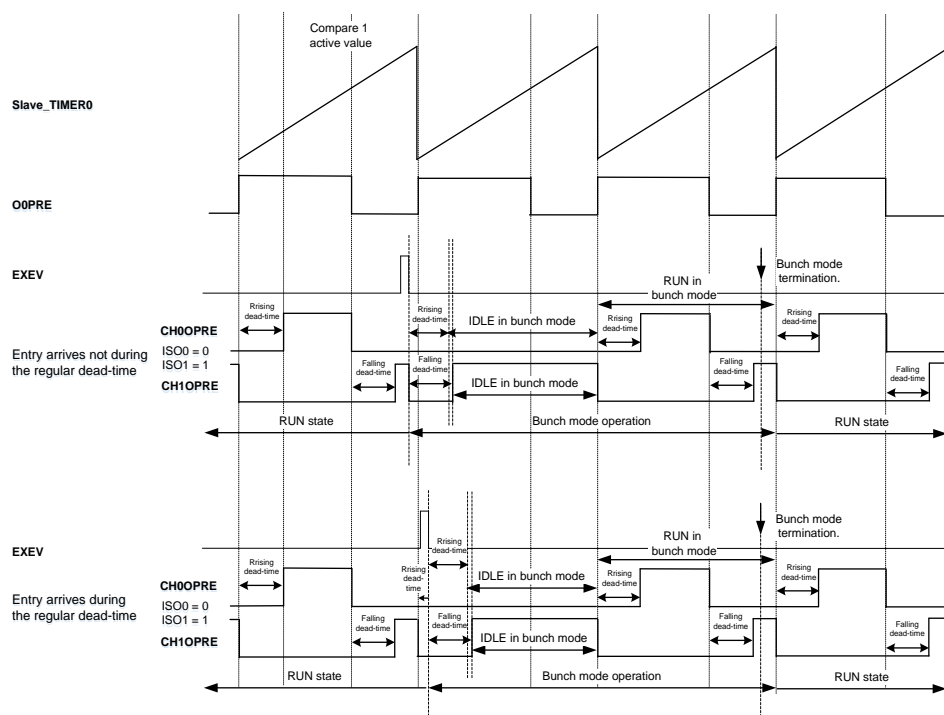 Compare 1
active value
Slave_TIMER0
O0PRE
EXEV
Bunch mode
termination.
RUN in
bunch mode
Rrising
dead-time
CH0OPRE
Rrising
dead-time
IDLE in bunch mode
Rrising
dead-time
Rrising
dead-time
Entry arrives not during
the regular dead-time
ISO0 = 0
ISO1 = 1
CH1OPRE
Falling
dead-time
Falling
dead-time
IDLE in bunch mode
Falling
dead-time
Falling
dead-time
RUN state
Bunch mode operation
RUN state
EXEV
Bunch mode
termination.
RUN in
bunch mode
Rrising
dead-time
Rrising
dead-time
CH0OPRE
Rrising
dead-
time
IDLE in bunch mode
Rrising
dead-time
Rrising
dead-time
Entry arrives during
the regular dead-time
ISO0 = 0
ISO1 = 1
CH1OPRE
Falling
dead-time
Falling
dead-time
IDLE in bunch mode
Falling
dead-time
Falling
dead-time
RUN state
Bunch mode operation
RUN state